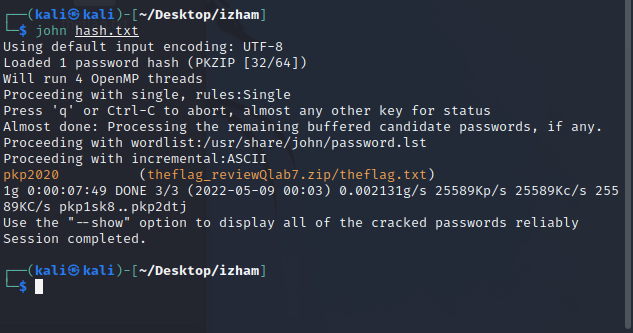 ┌──(kali㉿kali)-[~/Desktop/izham]
└─$ john hash.txt
Using default input encoding: UTF-8
Loaded 1 password hash (PKZIP [32/64])
Will run 4 OpenMP threads
Proceeding with single, rules:Single
Press 'q' or Ctrl-C to abort, almost any other key for status
Almost done: Processing the remaining buffered candidate passwords, if any.
Proceeding with wordlist:/usr/share/john/password.lst
Proceeding with incremental:ASCII
pkp2020          (theflag_reviewQlab7.zip/theflag.txt)
1g 0:00:07:49 DONE 3/3 (2022-05-09 00:03) 0.002131g/s 25589Kp/s 25589Kc/s 255
89KC/s pkp1sk8..pkp2dtj
Use the "--show" option to display all of the cracked passwords reliably
Session completed.
┌──(kali㉿kali)-[~/Desktop/izham]
└─$